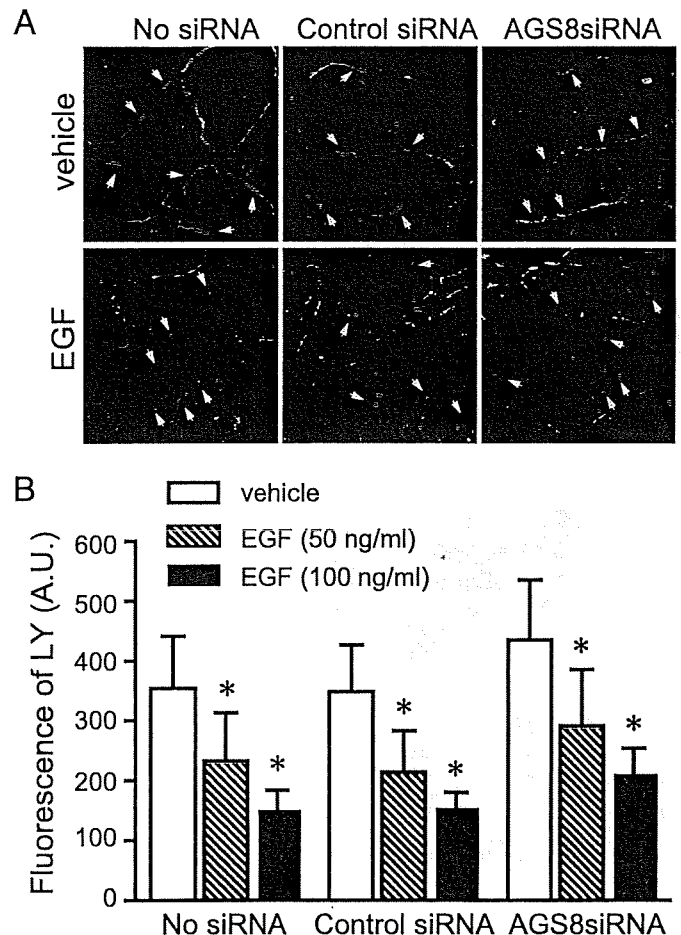 A
No siRNA Control siRNA AGS8siRNA
vehicle
EGF
B
vehicle
EGF (50 ng/ml)
EGF (100 ng/ml)
Fluorescence of LY (A.U.)
600
500
400
300
200
100
0
* * * * * *
No siRNA Control siRNA AGS8siRNA